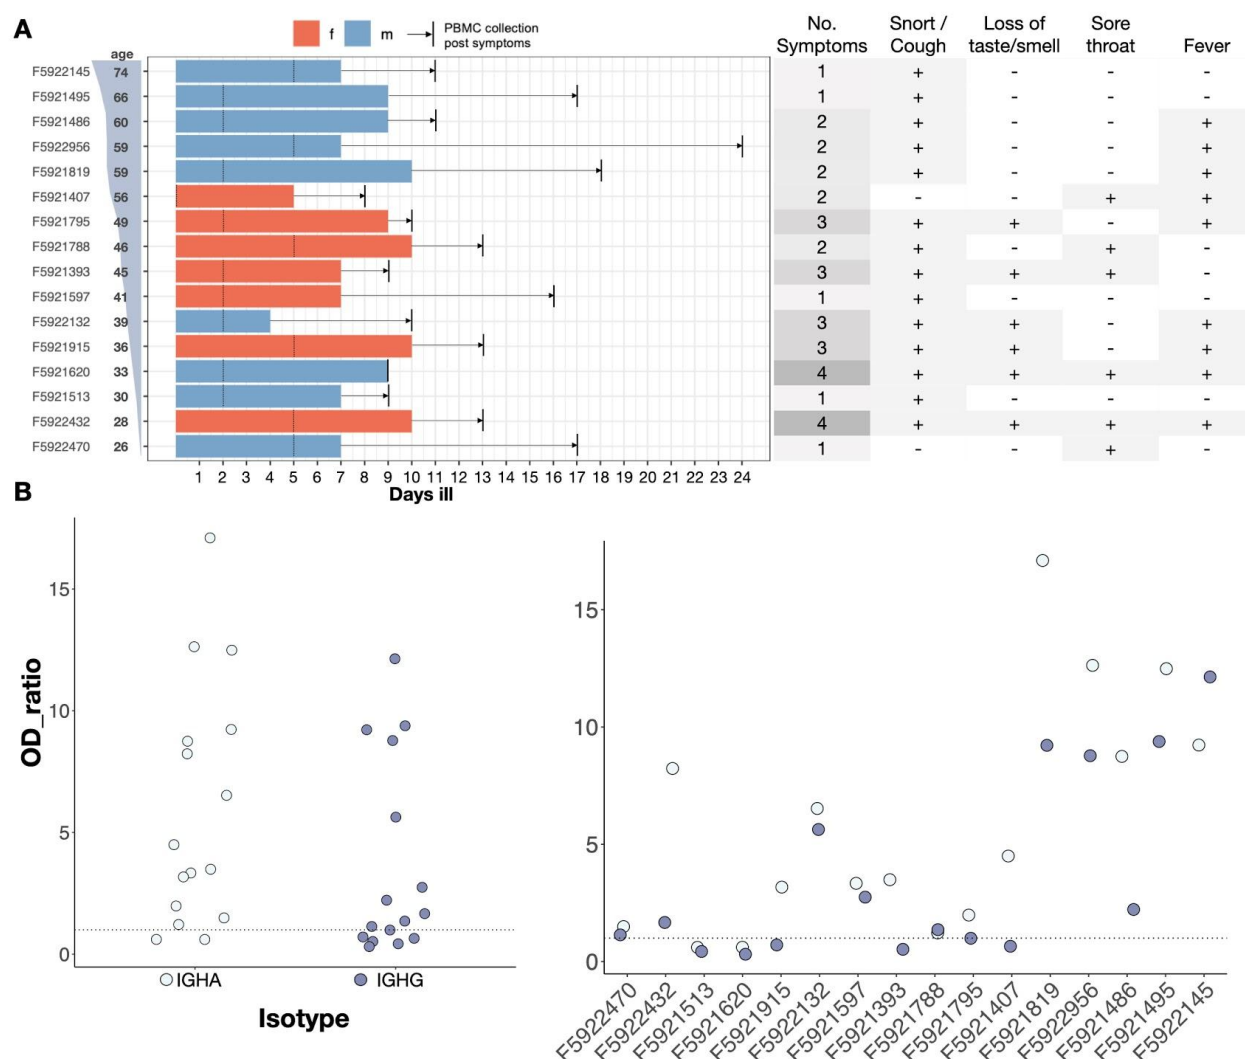 A
f m PBMC collection
post symptoms
No.
Symptoms
Snort /
Cough
Loss of
taste/smell
Sore
throat
Fever
age
F5922145 74 1 + - - -
F5921495 66 1 + - - -
F5921486 60 2 + - - +
F5922956 59 2 + - - +
F5921819 59 2 + - - +
F5921407 56 2 - - + +
F5921795 49 3 + + - +
F5921788 46 2 + - + -
F5921393 45 3 + + + -
F5921597 41 1 + - - -
F5922132 39 3 + + - +
F5921915 36 3 + + - +
F5921620 33 4 + + + +
F5921513 30 1 + - - -
F5922432 28 4 + + + +
F5922470 26 1 - - + -
1 2 3 4 5 6 7 8 9 10 11 12 13 14 15 16 17 18 19 20 21 22 23 24
Days ill
B
OD_ratio
15
10
5
0
IGHA IGHG
Isotype
15
10
5
0
F5922470
F5922432
F5921513
F5921620
F5921915
F5922132
F5921597
F5921393
F5921788
F5921795
F5921407
F5921819
F5922956
F5921486
F5921495
F5922145